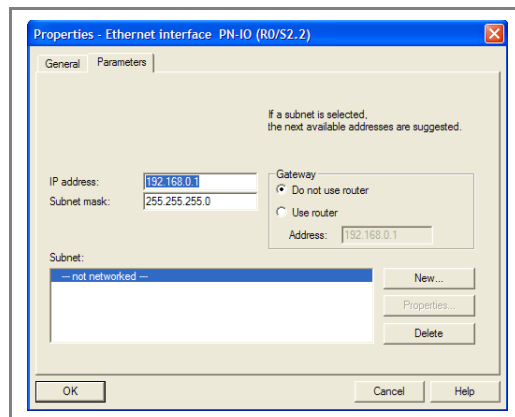 Properties - Ethernet interface PN-IO (R0/S2.2)
General
Parameters
If a subnet is selected,
the next available addresses are suggested.
IP address:
192.168.0.1
Subnet mask:
255.255.255.0
Gateway
Do not use router
Use router
Address:
192.168.0.1
Subnet:
--- not networked ---
New...
Properties...
Delete
OK
Cancel
Help